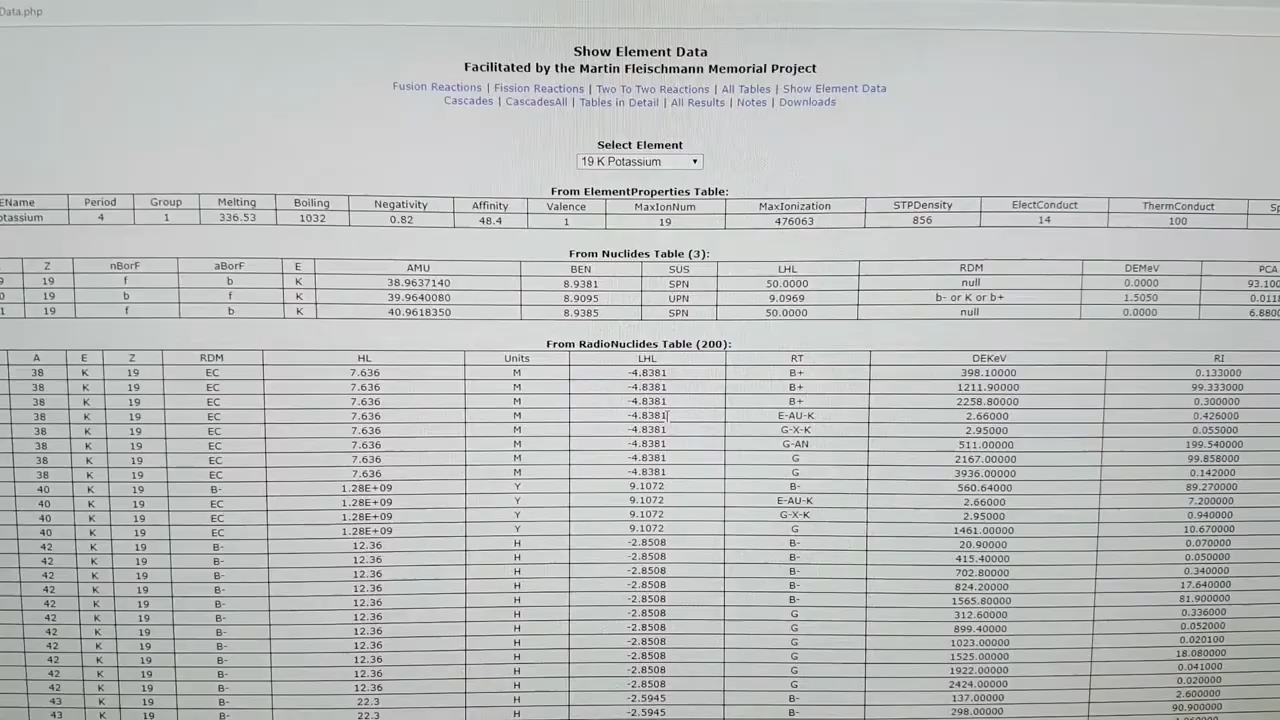 Data.php
Show Element Data
Facilitated by the Martin Fleischmann Memorial Project
Fusion Reactions | Fission Reactions | Two To Two Reactions | All Tables | Show Element Data
Cascades | CascadesAll | Tables in Detail | All Results | Notes | Downloads
Select Element
19 K Potassium
From ElementProperties Table:
EName Period Group Melting Boiling Negativity Affinity Valence MaxIonNum MaxIonization STPDensity ElectConduct ThermConduct Sp
otassium 4 1 336.53 1032 0.82 48.4 1 19 476063 856 14 100
From Nuclides Table (3):
Z nBorF aBorF E AMU BEN SUS LHL RDM DEMeV PCA
9 19 f b K 38.9637140 8.9381 SPN 50.0000 null 0.0000 93.100
0 19 b f K 39.9640080 8.9095 UPN 9.0969 b- or K or b+ 1.5050 0.011
1 19 f b K 40.9618350 8.9385 SPN 50.0000 null 0.0000 6.880
From RadioNuclides Table (200):
A E Z RDM HL Units LHL RT DEKeV RI
38 K 19 EC 7.636 M -4.8381 B+ 398.10000 0.133000
38 K 19 EC 7.636 M -4.8381 B+ 1211.90000 99.333000
38 K 19 EC 7.636 M -4.8381 B+ 2258.80000 0.300000
38 K 19 EC 7.636 M -4.8381 E-AU-K 2.66000 0.426000
38 K 19 EC 7.636 M -4.8381 G-X-K 2.95000 0.055000
38 K 19 EC 7.636 M -4.8381 G-AN 511.00000 199.540000
38 K 19 EC 7.636 M -4.8381 G 2167.00000 99.858000
38 K 19 EC 7.636 M -4.8381 G 3936.00000 0.142000
40 K 19 B- 1.28E+09 Y 9.1072 B- 560.64000 89.270000
40 K 19 EC 1.28E+09 Y 9.1072 E-AU-K 2.66000 7.200000
40 K 19 EC 1.28E+09 Y 9.1072 G-X-K 2.95000 0.940000
40 K 19 EC 1.28E+09 Y 9.1072 G 1461.00000 10.670000
42 K 19 B- 12.36 H -2.8508 B- 20.90000 0.070000
42 K 19 B- 12.36 H -2.8508 B- 415.40000 0.050000
42 K 19 B- 12.36 H -2.8508 B- 702.80000 0.340000
42 K 19 B- 12.36 H -2.8508 B- 824.20000 17.640000
42 K 19 B- 12.36 H -2.8508 B- 1565.80000 81.900000
42 K 19 B- 12.36 H -2.8508 G 312.60000 0.336000
42 K 19 B- 12.36 H -2.8508 G 899.40000 0.052000
42 K 19 B- 12.36 H -2.8508 G 1023.00000 0.020100
42 K 19 B- 12.36 H -2.8508 G 1525.00000 18.080000
42 K 19 B- 12.36 H -2.8508 G 1922.00000 0.041000
42 K 19 B- 12.36 H -2.8508 G 2424.00000 0.020000
43 K 19 B- 22.3 H -2.5945 B- 137.00000 2.600000
43 K 19 B- 22.3 H -2.5945 B- 298.00000 90.900000